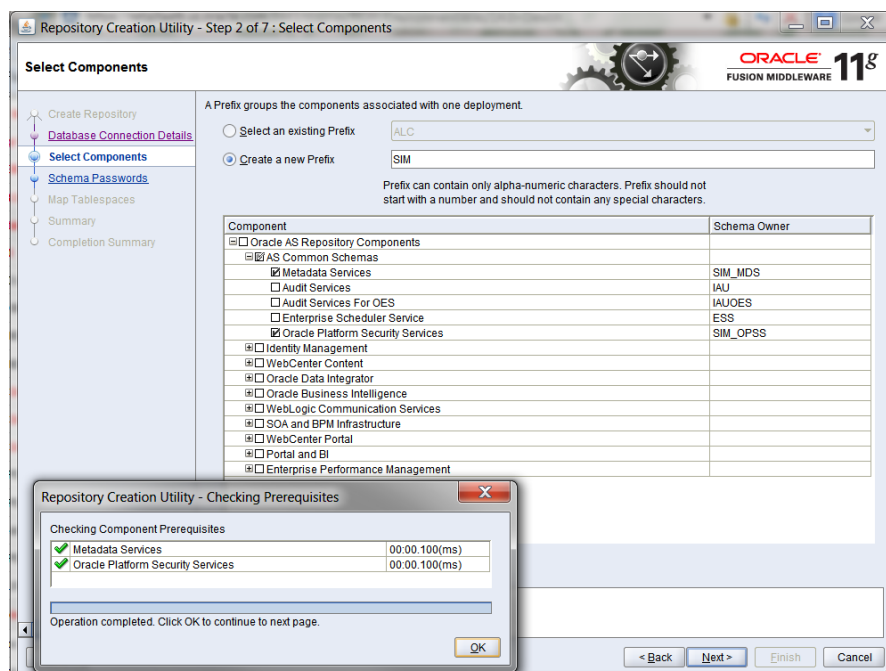 Repository Creation Utility - Step 2 of 7 : Select Components
Select Components
ORACLE
FUSION MIDDLEWARE 11g
Create Repository
Database Connection Details
Select Components
Schema Passwords
Map Tablespaces
Summary
Completion Summary
A Prefix groups the components associated with one deployment.
Select an existing Prefix ALC
Create a new Prefix SIM
Prefix can contain only alpha-numeric characters. Prefix should not
start with a number and should not contain any special characters.
Component Schema Owner
Oracle AS Repository Components
AS Common Schemas
Metadata Services SIM_MDS
Audit Services IAU
Audit Services For OES IAUOES
Enterprise Scheduler Service ESS
Oracle Platform Security Services SIM_OPSS
Identity Management
WebCenter Content
Oracle Data Integrator
Oracle Business Intelligence
WebLogic Communication Services
SOA and BPM Infrastructure
WebCenter Portal
Portal and BI
Enterprise Performance Management
Repository Creation Utility - Checking Prerequisites
Checking Component Prerequisites
Metadata Services 00:00.100(ms)
Oracle Platform Security Services 00:00.100(ms)
Operation completed. Click OK to continue to next page.
OK
< Back Next > Finish Cancel